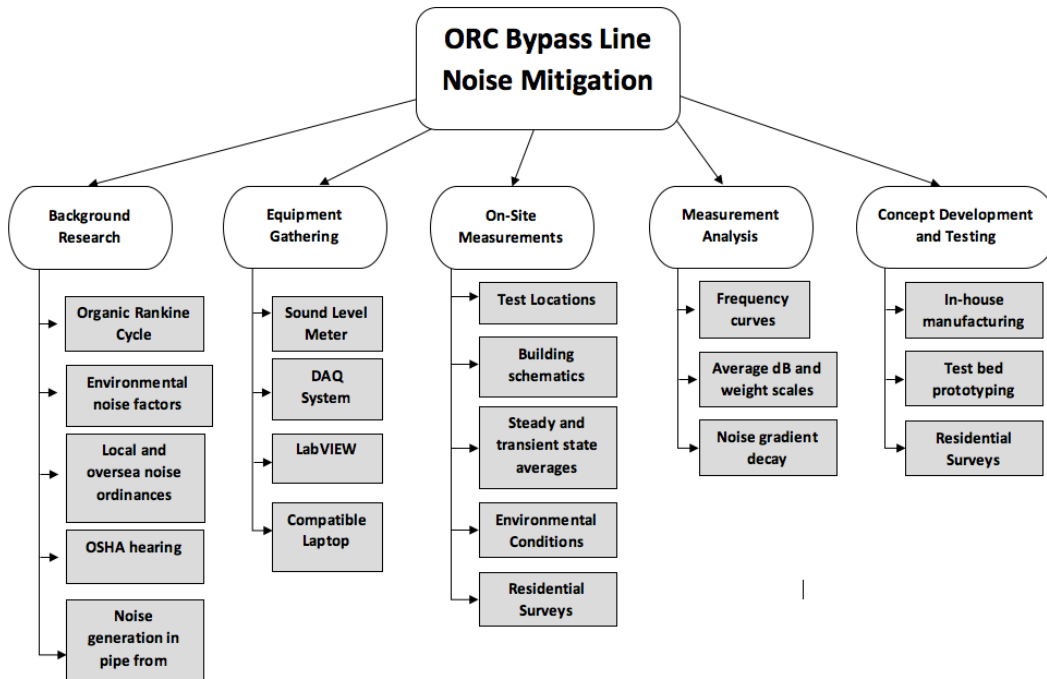 ORC Bypass Line
Noise Mitigation
Background
Research
Organic Rankine
Cycle
Environmental
noise factors
Local and
oversea noise
ordinances
OSHA hearing
Noise
generation in
pipe from
Equipment
Gathering
Sound Level
Meter
DAQ
System
LabVIEW
Compatible
Laptop
On-Site
Measurements
Test Locations
Building
schematics
Steady and
transient state
averages
Environmental
Conditions
Residential
Surveys
Measurement
Analysis
Frequency
curves
Average dB and
weight scales
Noise gradient
decay
Concept Development
and Testing
In-house
manufacturing
Test bed
prototyping
Residential
Surveys